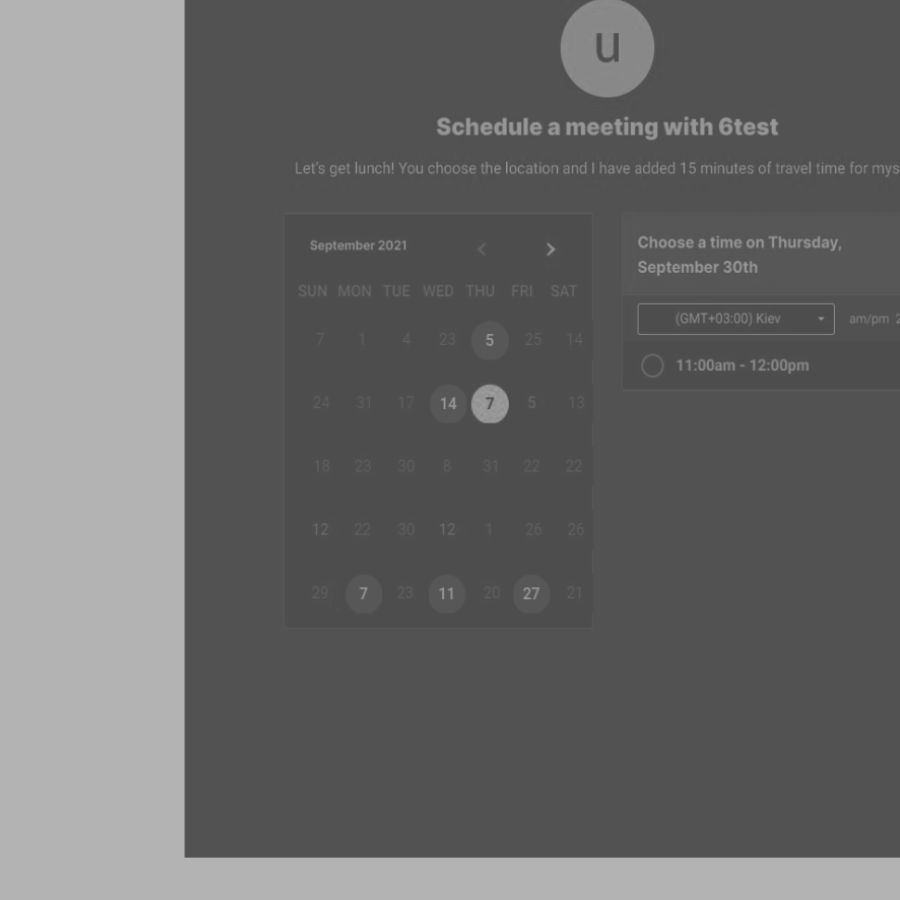 u
Schedule a meeting with 6test
Let's get lunch! You choose the location and I have added 15 minutes of travel time for mys
September 2021
SUN MON TUE WED THU FRI SAT
7 1 4 23 5 25 14
24 31 17 14 7 5 13
18 23 30 8 31 22 22
12 22 30 12 1 26 26
29 7 23 11 20 27 21
Choose a time on Thursday,
September 30th
(GMT+03:00) Kiev am/pm 2
11:00am - 12:00pm